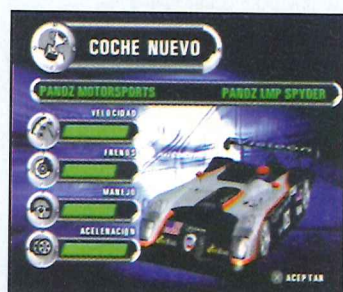 COCHE NUEVO
PANOZ MOTORSPORTS PANOZ LMP SPYDER
VELOCIDAD
FRENOS
MANEJO
ACELERACIÓN
ACEPTAR